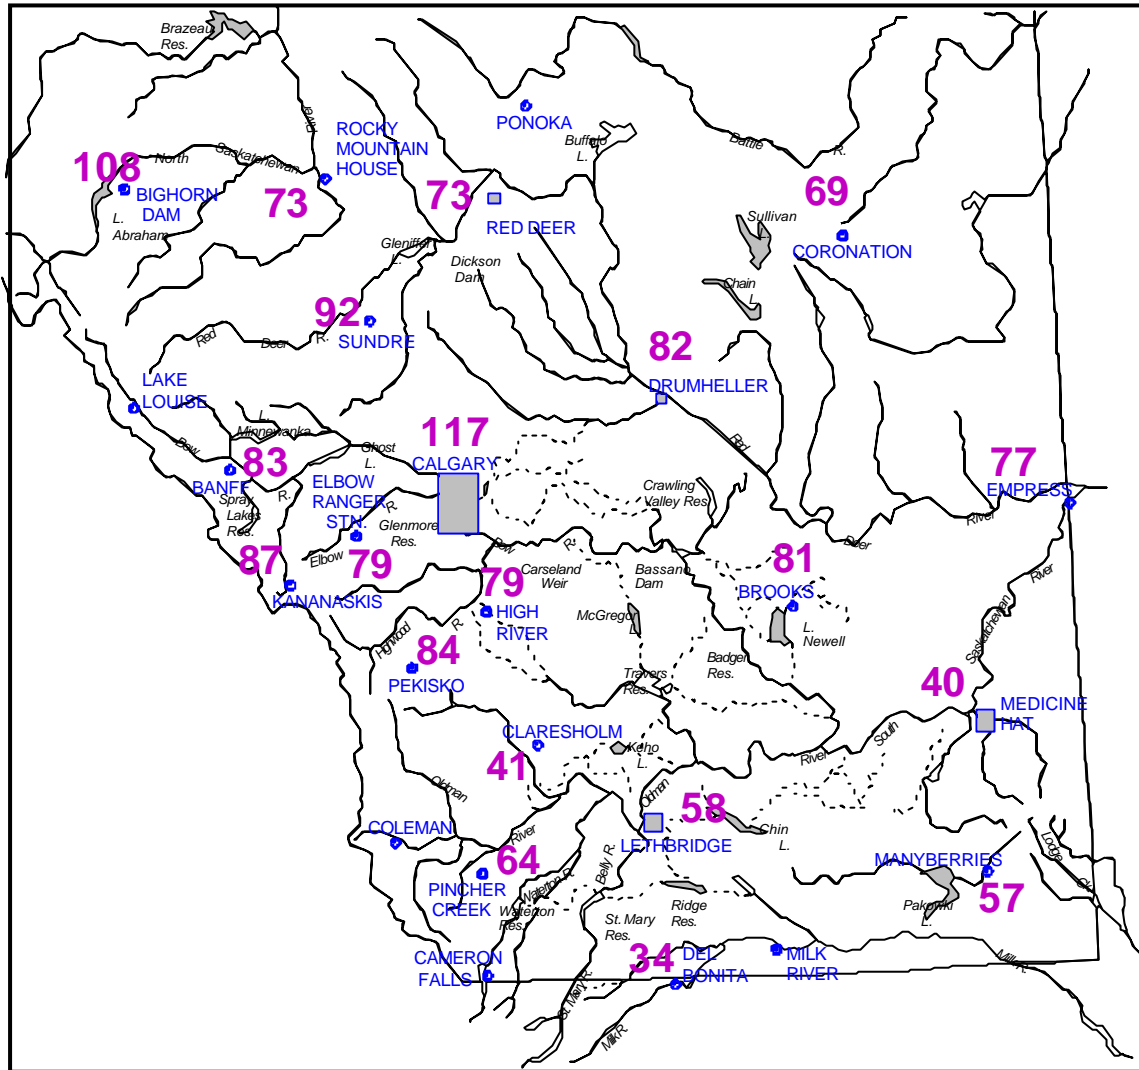 Brazeau
Res.
River
ROCKY
MOUNTAIN
HOUSE
PONOKA
Buffalo
L.
Battle
R.
108
North
Saskatchewan
BIGHORN
DAM
L.
Abraham
73
73
RED DEER
69
Sullivan
L.
CORONATION
Gleniffer
L.
Dickson
Dam
Chain
L.
92
SUNDRE
Red
Deer
R.
82
DRUMHELLER
LAKE
LOUISE
L.
Minnewanka
Bow
83
BANFF
Ghost
L.
117
CALGARY
Red
77
EMPRESS
ELBOW
RANGER
STN.
R.
R.
Spray
Lakes
Res.
Glenmore
Res.
Crawling
Valley Res.
River
Deer
Elbow
79
87
KANANASKIS
Bow
R.
Carseland
Weir
Bassano
Dam
81
BROOKS
River
79
HIGH
RIVER
McGregor
L.
L.
Newell
Saskatchewan
Highwood
R.
84
PEKISKO
Travers
Res.
Badger
Res.
40
MEDICINE
HAT
CLARESHOLM
41
Keho
L.
River
South
Oldman
Oldman
58
Chin
L.
COLEMAN
River
LETHBRIDGE
64
PINCHER
CREEK
Belly R.
Waterton R.
Waterton
Res.
MANYBERRIES
57
Lodge
Ck.
Pakowki
L.
Ridge
Res.
St. Mary
Res.
CAMERON
FALLS
34
DEL
BONITA
MILK
RIVER
Milk R.
St. Mary R.
Milk R.